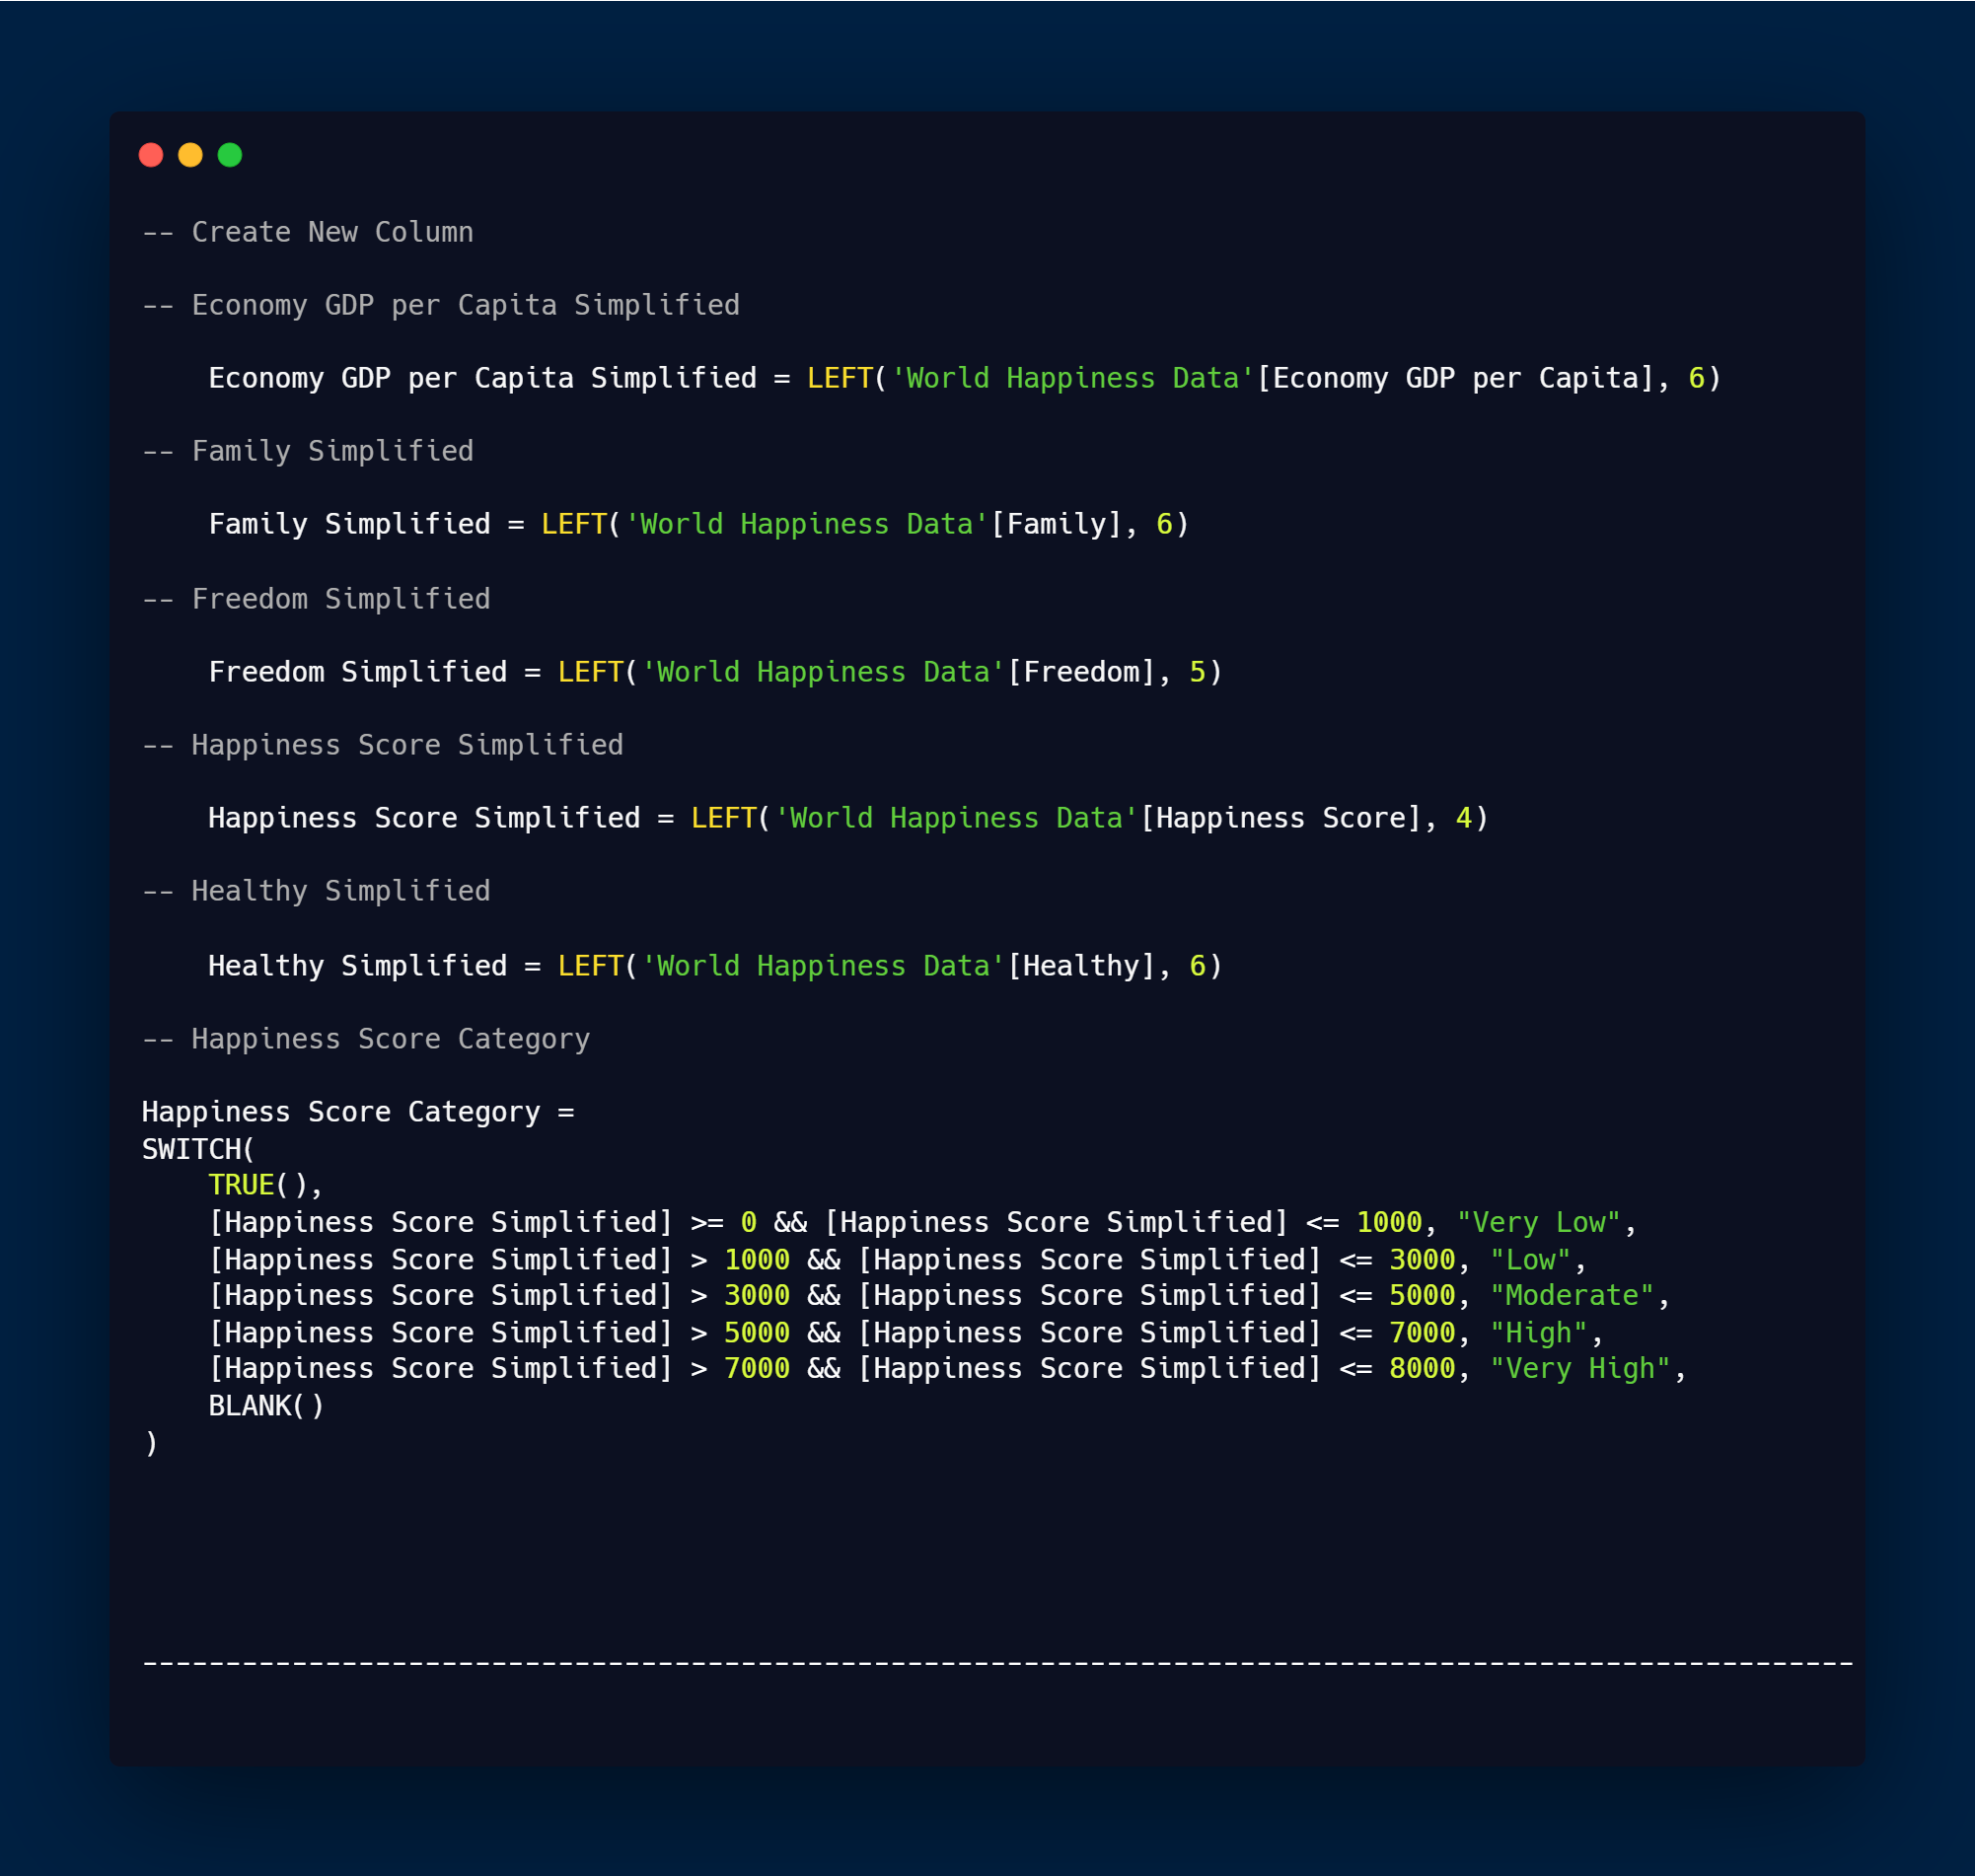 -- Create New Column
-- Economy GDP per Capita Simplified
Economy GDP per Capita Simplified = LEFT('World Happiness Data'[Economy GDP per Capita], 6)
-- Family Simplified
Family Simplified = LEFT('World Happiness Data'[Family], 6)
-- Freedom Simplified
Freedom Simplified = LEFT('World Happiness Data'[Freedom], 5)
-- Happiness Score Simplified
Happiness Score Simplified = LEFT('World Happiness Data'[Happiness Score], 4)
-- Healthy Simplified
Healthy Simplified = LEFT('World Happiness Data'[Healthy], 6)
-- Happiness Score Category
Happiness Score Category =
SWITCH(
TRUE(),
[Happiness Score Simplified] >= 0 && [Happiness Score Simplified] <= 1000, "Very Low",
[Happiness Score Simplified] > 1000 && [Happiness Score Simplified] <= 3000, "Low",
[Happiness Score Simplified] > 3000 && [Happiness Score Simplified] <= 5000, "Moderate",
[Happiness Score Simplified] > 5000 && [Happiness Score Simplified] <= 7000, "High",
[Happiness Score Simplified] > 7000 && [Happiness Score Simplified] <= 8000, "Very High",
BLANK()
)
-------------------------------------------------------------------------------------------------------